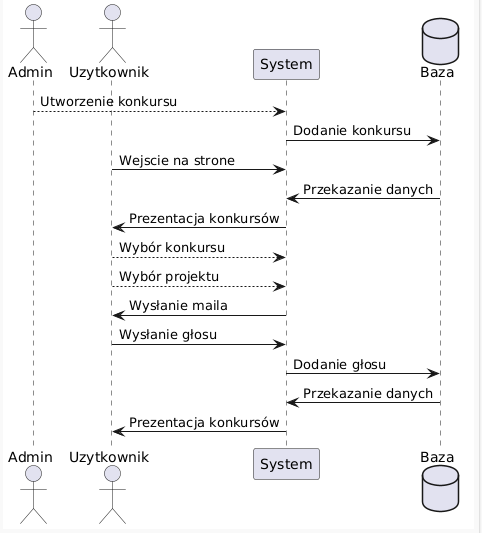 Admin Uzytkownik System Baza
Utworzenie konkursu
Dodanie konkursu
Wejscie na strone
Przekazanie danych
Prezentacja konkursów
Wybór konkursu
Wybór projektu
Wysłanie maila
Wysłanie głosu
Dodanie głosu
Przekazanie danych
Prezentacja konkursów
Admin Uzytkownik System Baza